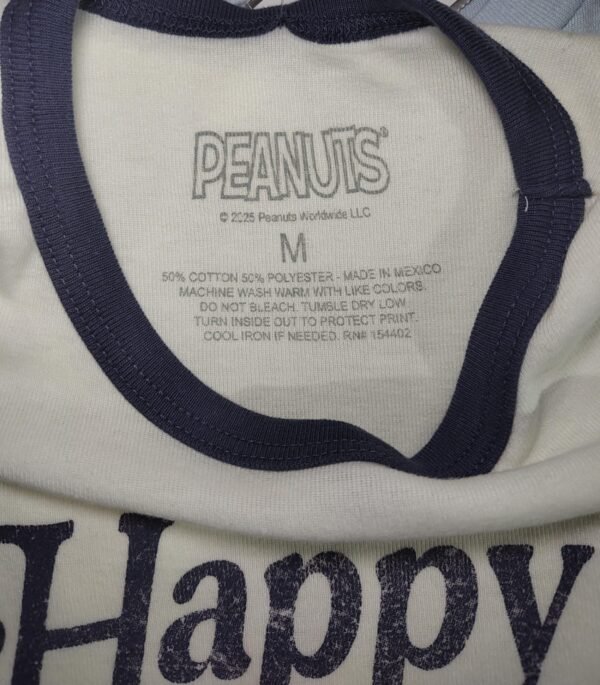 PEANUTS®
© 2025 Peanuts Worldwide LLC
M
50% COTTON 50% POLYESTER - MADE IN MEXICO
MACHINE WASH WARM WITH LIKE COLORS.
DO NOT BLEACH. TUMBLE DRY LOW.
TURN INSIDE OUT TO PROTECT PRINT.
COOL IRON IF NEEDED. RN# 154402
Happy